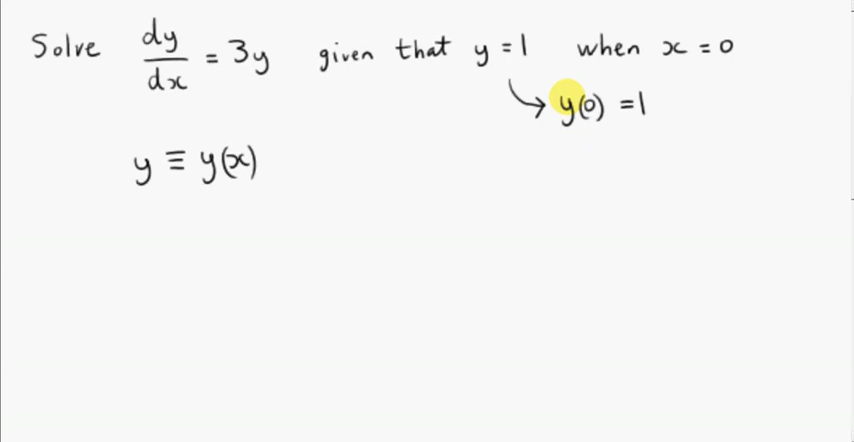 Solve dy/dx = 3y given that y = 1 when x = 0
y(0) = 1
y ≡ y(x)